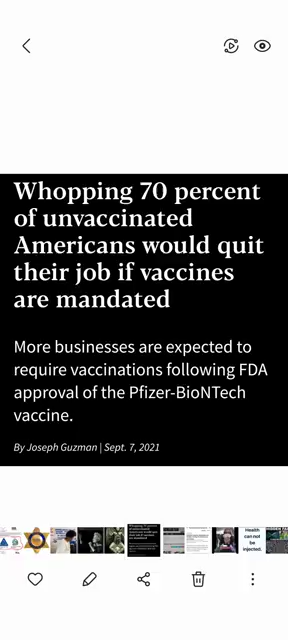 Whopping 70 percent
of unvaccinated
Americans would quit
their job if vaccines
are mandated
More businesses are expected to
require vaccinations following FDA
approval of the Pfizer-BioNTech
vaccine.
By Joseph Guzman | Sept. 7, 2021
Health
can not
be
injected.